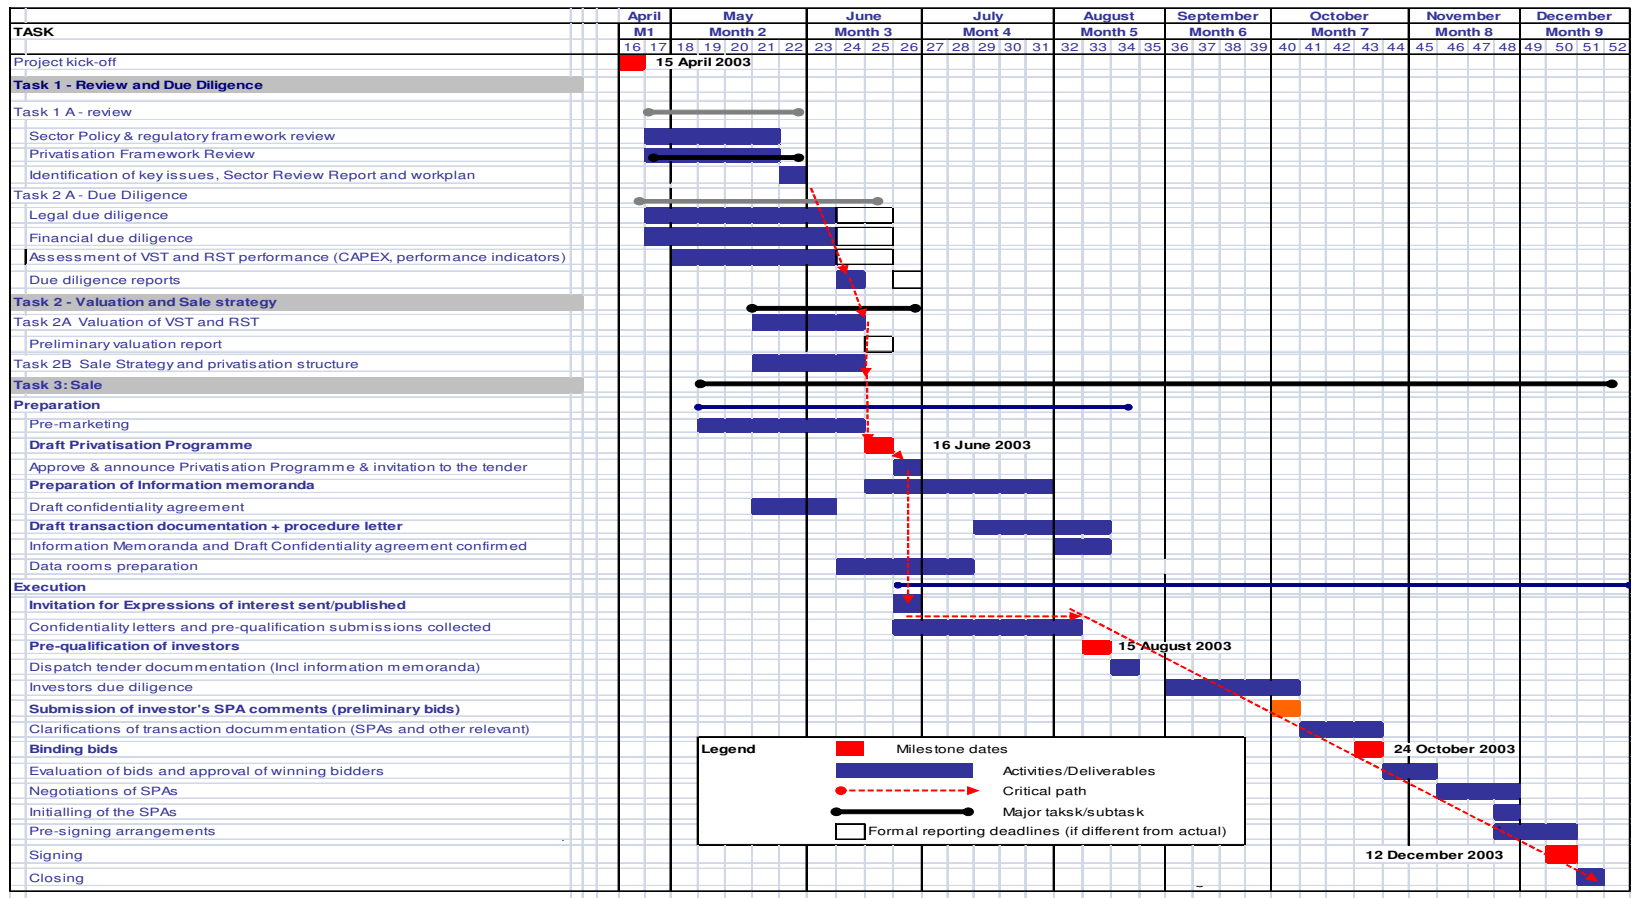 April May June July August September October November December
TASK M1 Month 2 Month 3 Mont 4 Month 5 Month 6 Month 7 Month 8 Month 9
16 17 18 19 20 21 22 23 24 25 26 27 28 29 30 31 32 33 34 35 36 37 38 39 40 41 42 43 44 45 46 47 48 49 50 51 52
Project kick-off 15 April 2003
Task 1 - Review and Due Diligence
Task 1 A - review
Sector Policy & regulatory framework review
Privatisation Framework Review
Identification of key issues, Sector Review Report and workplan
Task 2 A - Due Diligence
Legal due diligence
Financial due diligence
Assessment of VST and RST performance (CAPEX, performance indicators)
Due diligence reports
Task 2 - Valuation and Sale strategy
Task 2A Valuation of VST and RST
Preliminary valuation report
Task 2B Sale Strategy and privatisation structure
Task 3: Sale
Preparation
Pre-marketing
Draft Privatisation Programme 16 June 2003
Approve & announce Privatisation Programme & invitation to the tender
Preparation of Information memoranda
Draft confidentiality agreement
Draft transaction documentation + procedure letter
Information Memoranda and Draft Confidentiality agreement confirmed
Data rooms preparation
Execution
Invitation for Expressions of interest sent/published
Confidentiality letters and pre-qualification submissions collected
Pre-qualification of investors 15 August 2003
Dispatch tender docummentation (Incl information memoranda)
Investors due diligence
Submission of investor's SPA comments (preliminary bids)
Clarifications of transaction docummentation (SPAs and other relevant)
Binding bids Legend Milestone dates 24 October 2003
Evaluation of bids and approval of winning bidders Activities/Deliverables
Negotiations of SPAs Critical path
Initialling of the SPAs Major taksk/subtask
Pre-signing arrangements Formal reporting deadlines (if different from actual)
Signing 12 December 2003
Closing